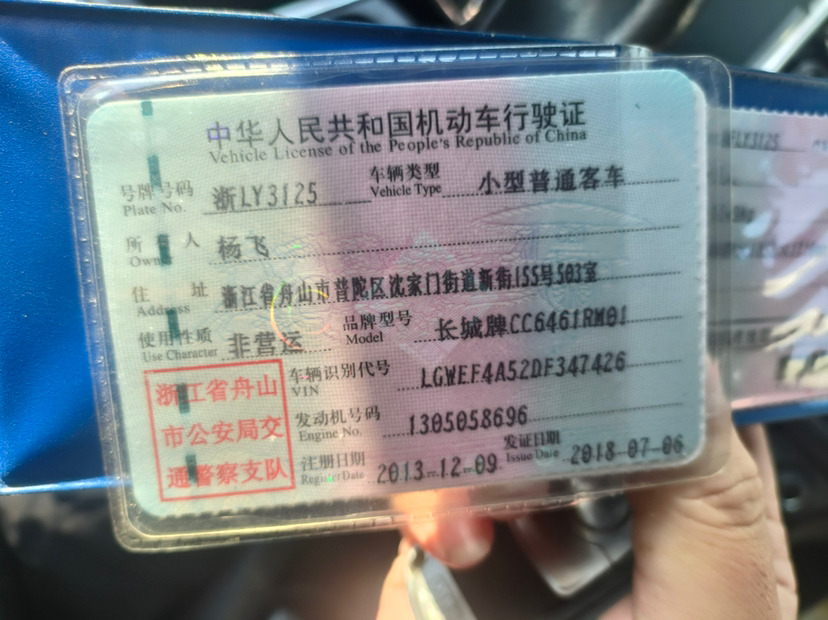 中华人民共和国机动车行驶证
Vehicle License of the People's Republic of China
号牌号码 浙LY3125 车辆类型 小型普通客车
Plate No. Vehicle Type
所 人 杨飞
Owner
住 址 浙江省舟山市普陀区沈家门街道新街155号503室
Address
使用性质 非营运 品牌型号 长城牌CC6461RM01
Use Character Model
车辆识别代号 LGWEF4A52DF347426
VIN
发动机号码 1305058696
Engine No.
注册日期 2013-12-09 发证日期 2018-07-06
Register Date Issue Date
浙江省舟山
市公安局交
通警察支队
LY3125